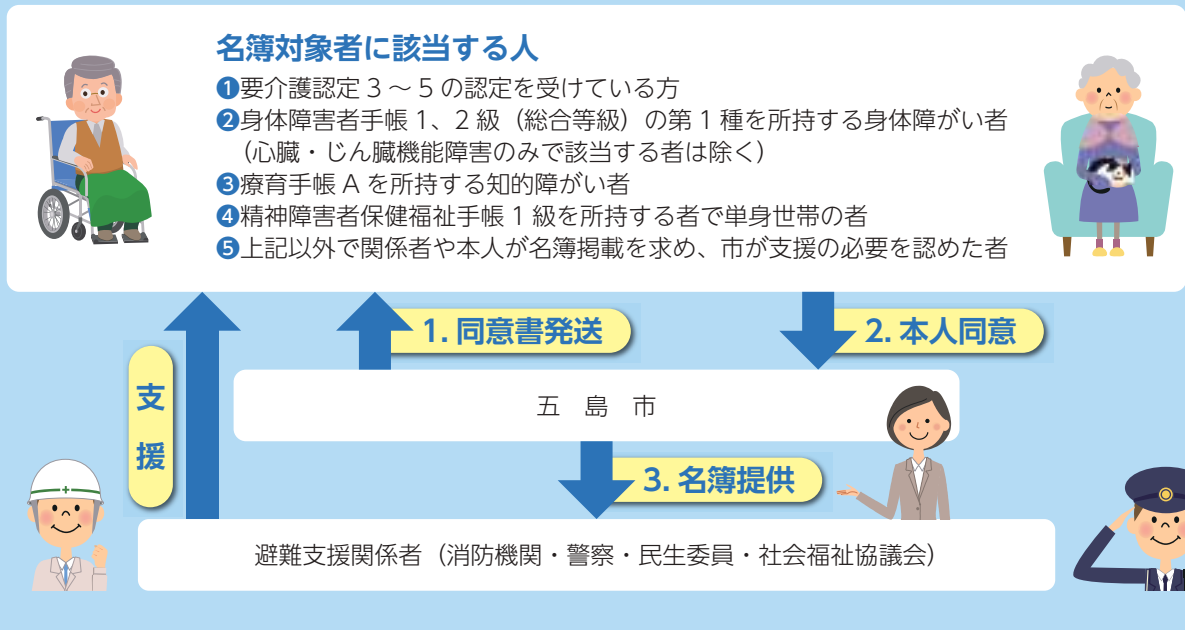 名簿対象者に該当する人
❶要介護認定 3 ～ 5 の認定を受けている方
❷身体障害者手帳 1、2 級（総合等級）の第 1 種を所持する身体障がい者
（心臓・じん臓機能障害のみで該当する者は除く）
❸療育手帳 A を所持する知的障がい者
❹精神障害者保健福祉手帳 1 級を所持する者で単身世帯の者
❺上記以外で関係者や本人が名簿掲載を求め、市が支援の必要を認めた者
1. 同意書発送
2. 本人同意
支援
五 島 市
3. 名簿提供
避難支援関係者（消防機関・警察・民生委員・社会福祉協議会）